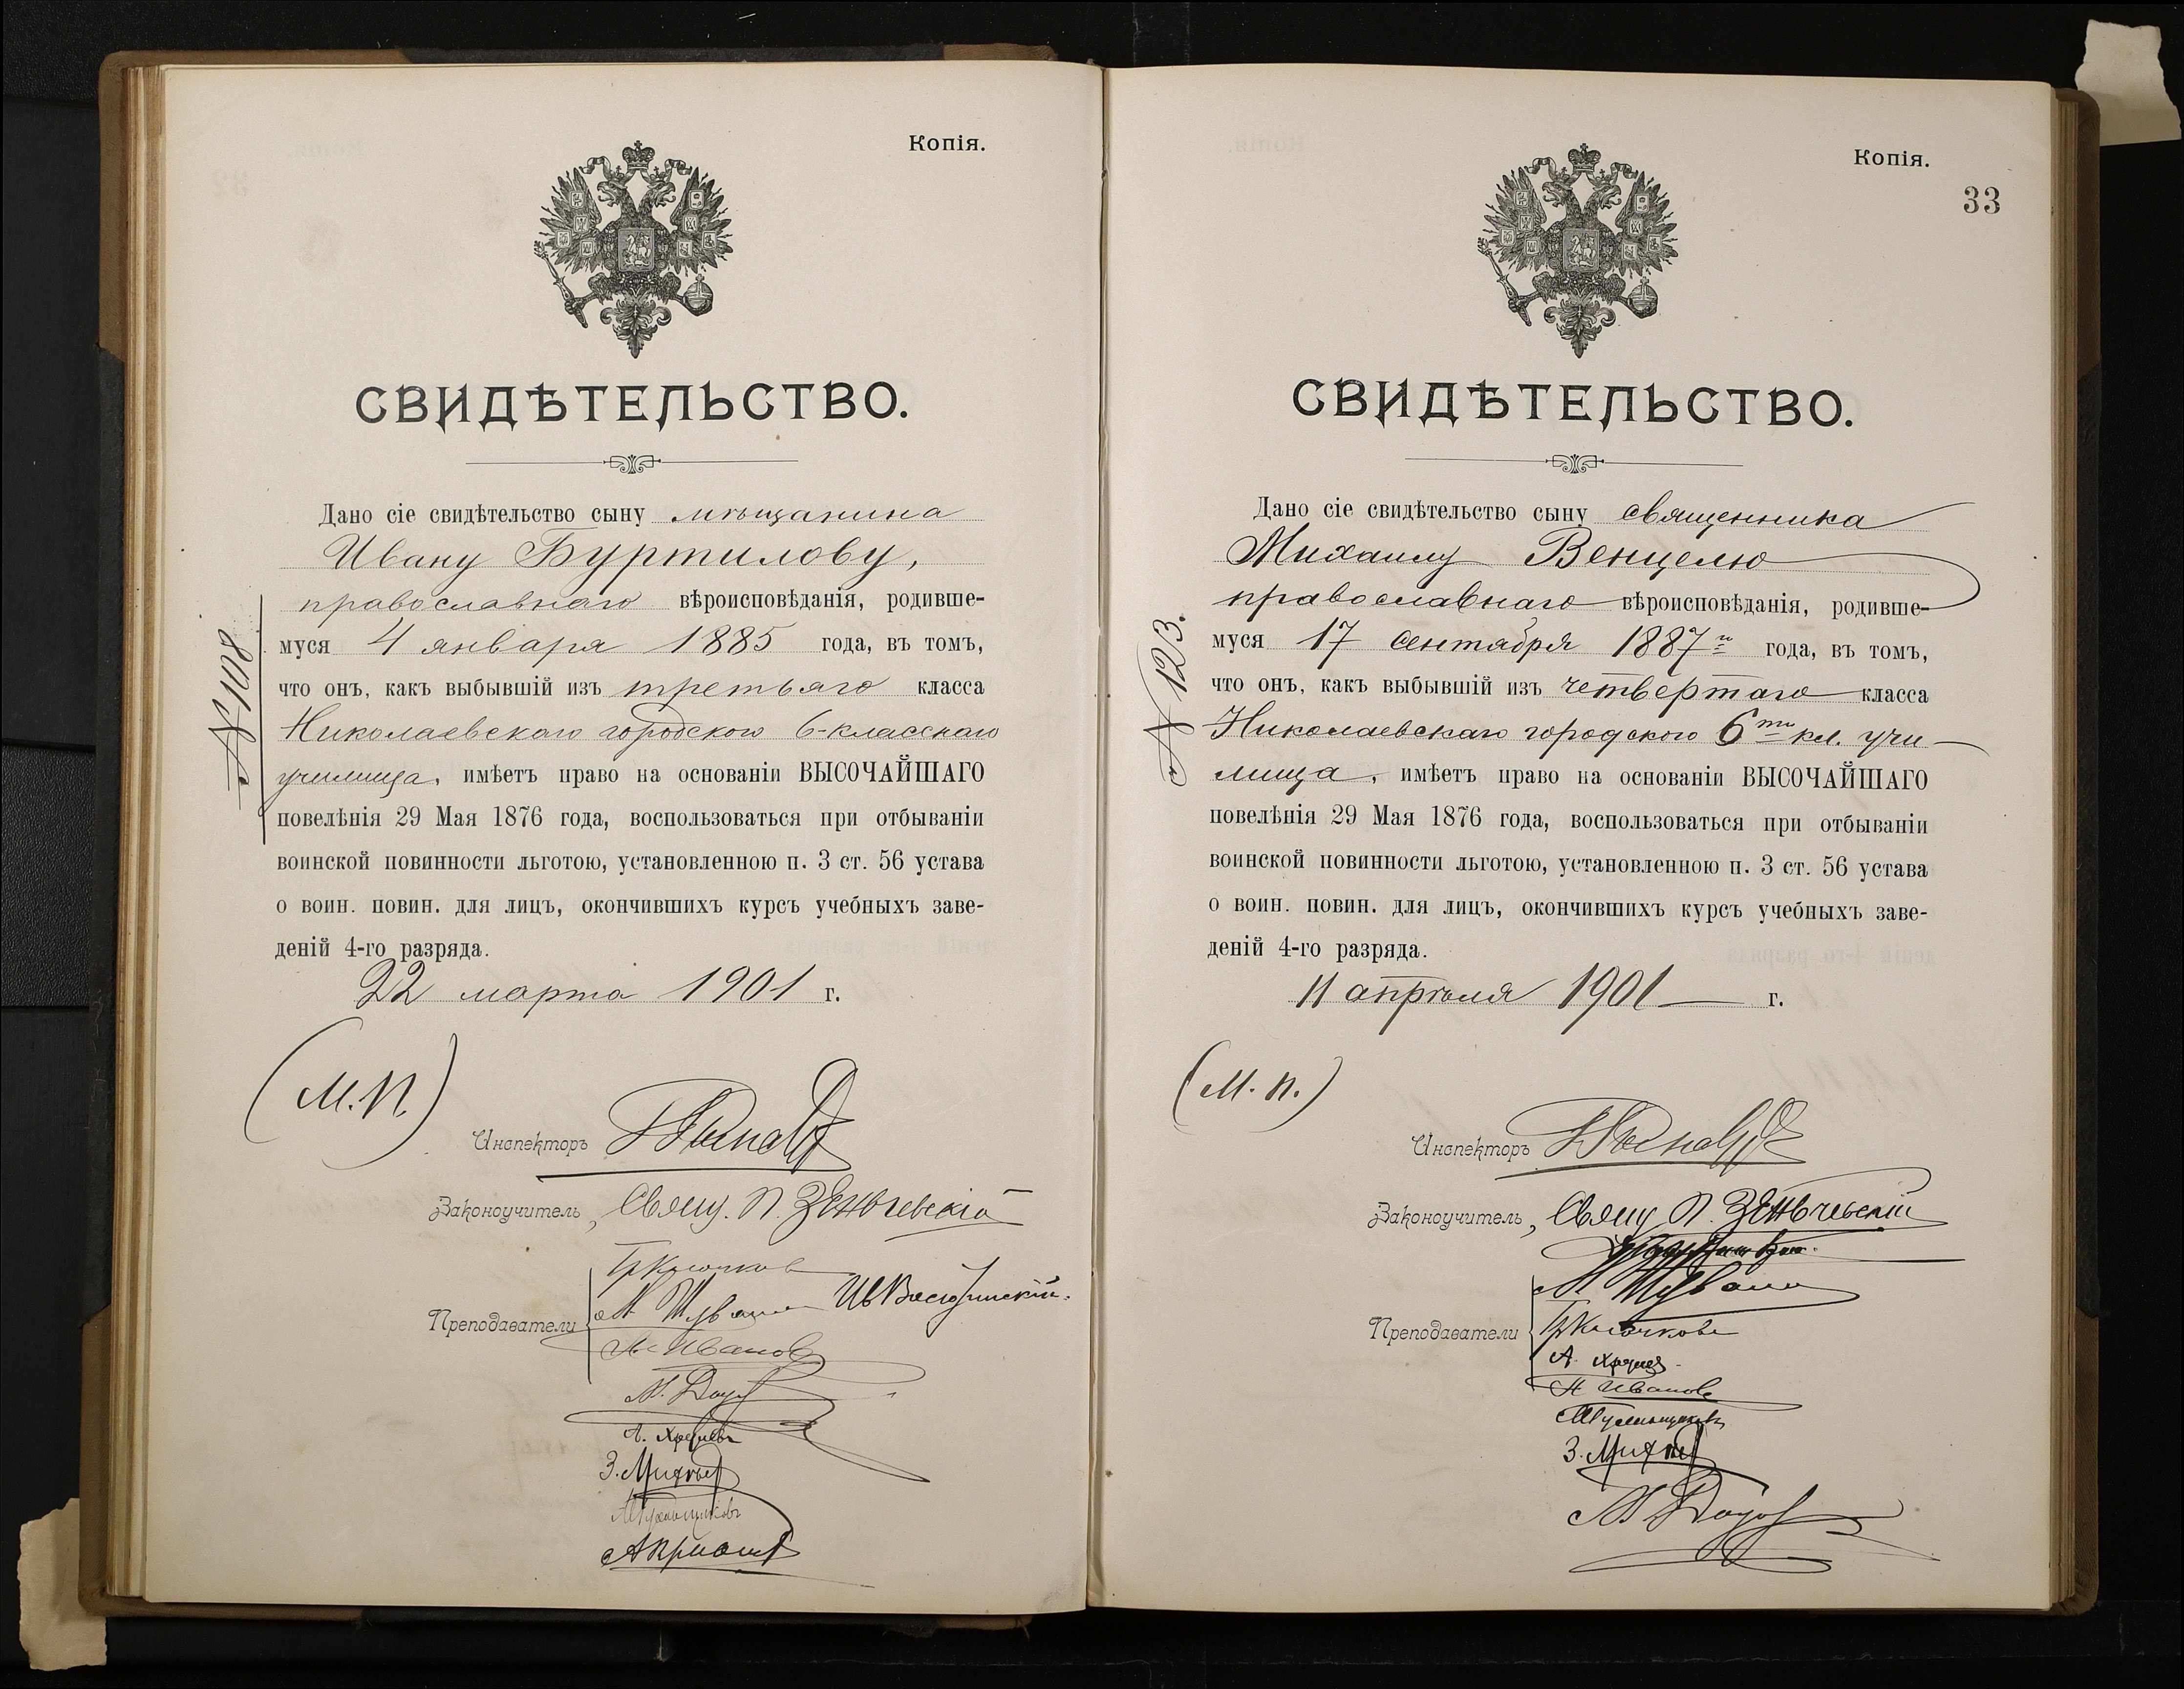 Копія.
СВИДѢТЕЛЬСТВО.
Дано сіе свидѣтельство сыну мѣщанина
Ивану Буртилову,
православнаго вѣроисповѣданія, родивше-
муся 4 января 1885 года, въ томъ,
что онъ, какъ выбывшій изъ третьяго класса
Николаевскаго городского 6-класснаго
училища, имѣетъ право на основаніи ВЫСОЧАЙШАГО
повелѣнія 29 Мая 1876 года, воспользоваться при отбываніи
воинской повинности льготою, установленною п. 3 ст. 56 устава
о воин. повин. для лицъ, окончившихъ курсъ учебныхъ заве-
деній 4-го разряда.
22 марта 1901 г.
№ 108
(М.П.)
Инспекторъ
Законоучитель, Свящ. П. Зеньчевскій
Преподаватели
А. Иванов
Копія.
33
СВИДѢТЕЛЬСТВО.
Дано сіе свидѣтельство сыну священника
Михаилу Венцелю
православнаго вѣроисповѣданія, родивше-
муся 17 сентября 1887 года, въ томъ,
что онъ, какъ выбывшій изъ четвертаго класса
Николаевскаго городского 6ти кл. учи-
лища, имѣетъ право на основаніи ВЫСОЧАЙШАГО
повелѣнія 29 Мая 1876 года, воспользоваться при отбываніи
воинской повинности льготою, установленною п. 3 ст. 56 устава
о воин. повин. для лицъ, окончившихъ курсъ учебныхъ заве-
деній 4-го разряда.
11 апрѣля 1901 г.
№ 123.
(М.П.)
Инспекторъ
Законоучитель, Свящ. П. Зеньчевскій
Преподаватели
А Иванов